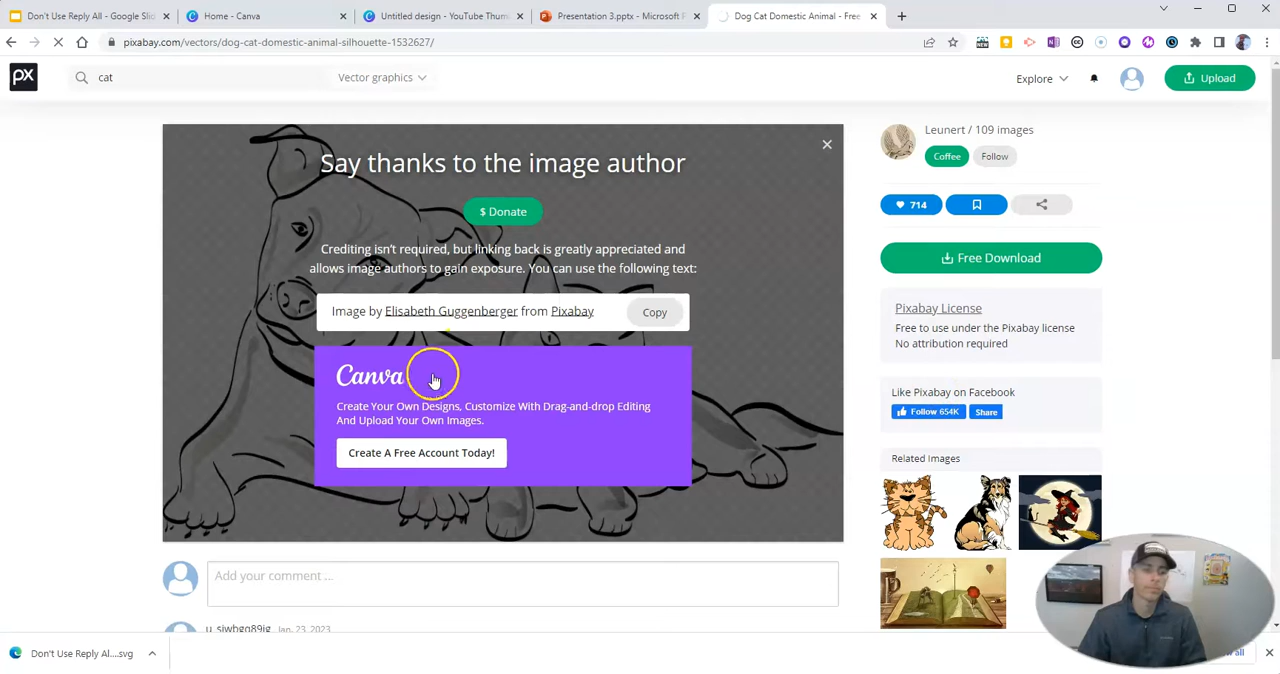 Don't Use Reply All - Google Slid
Home - Canva
Untitled design - YouTube Thum
Presentation 3.pptx - Microsoft P
Dog Cat Domestic Animal - Free
pixabay.com/vectors/dog-cat-domestic-animal-silhouette-1532627/
px
cat
Vector graphics
Explore
Upload
Say thanks to the image author
$ Donate
Crediting isn't required, but linking back is greatly appreciated and
allows image authors to gain exposure. You can use the following text:
Image by Elisabeth Guggenberger from Pixabay
Copy
Canva
Create Your Own Designs, Customize With Drag-and-drop Editing
And Upload Your Own Images.
Create A Free Account Today!
Leunert / 109 images
Coffee
Follow
714
Free Download
Pixabay License
Free to use under the Pixabay license
No attribution required
Like Pixabay on Facebook
Follow 654K
Share
Related Images
Add your comment ...
u_sjwbgq89ig Jan. 23, 2023
Don't Use Reply Al....svg
all